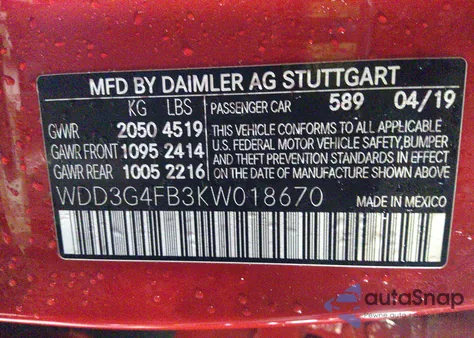 MFD BY DAIMLER AG STUTTGART
KG LBS PASSENGER CAR 589 04/19
GVWR 2050 4519
GAWR FRONT 1095 2414
GAWR REAR 1005 2216
THIS VEHICLE CONFORMS TO ALL APPLICABLE
U.S. FEDERAL MOTOR VEHICLE SAFETY, BUMPER
AND THEFT PREVENTION STANDARDS IN EFFECT
ON THE DATE OF MANUFACTURE SHOWN ABOVE.
WDD3G4FB3KW018670 MADE IN MEXICO
autoSnap